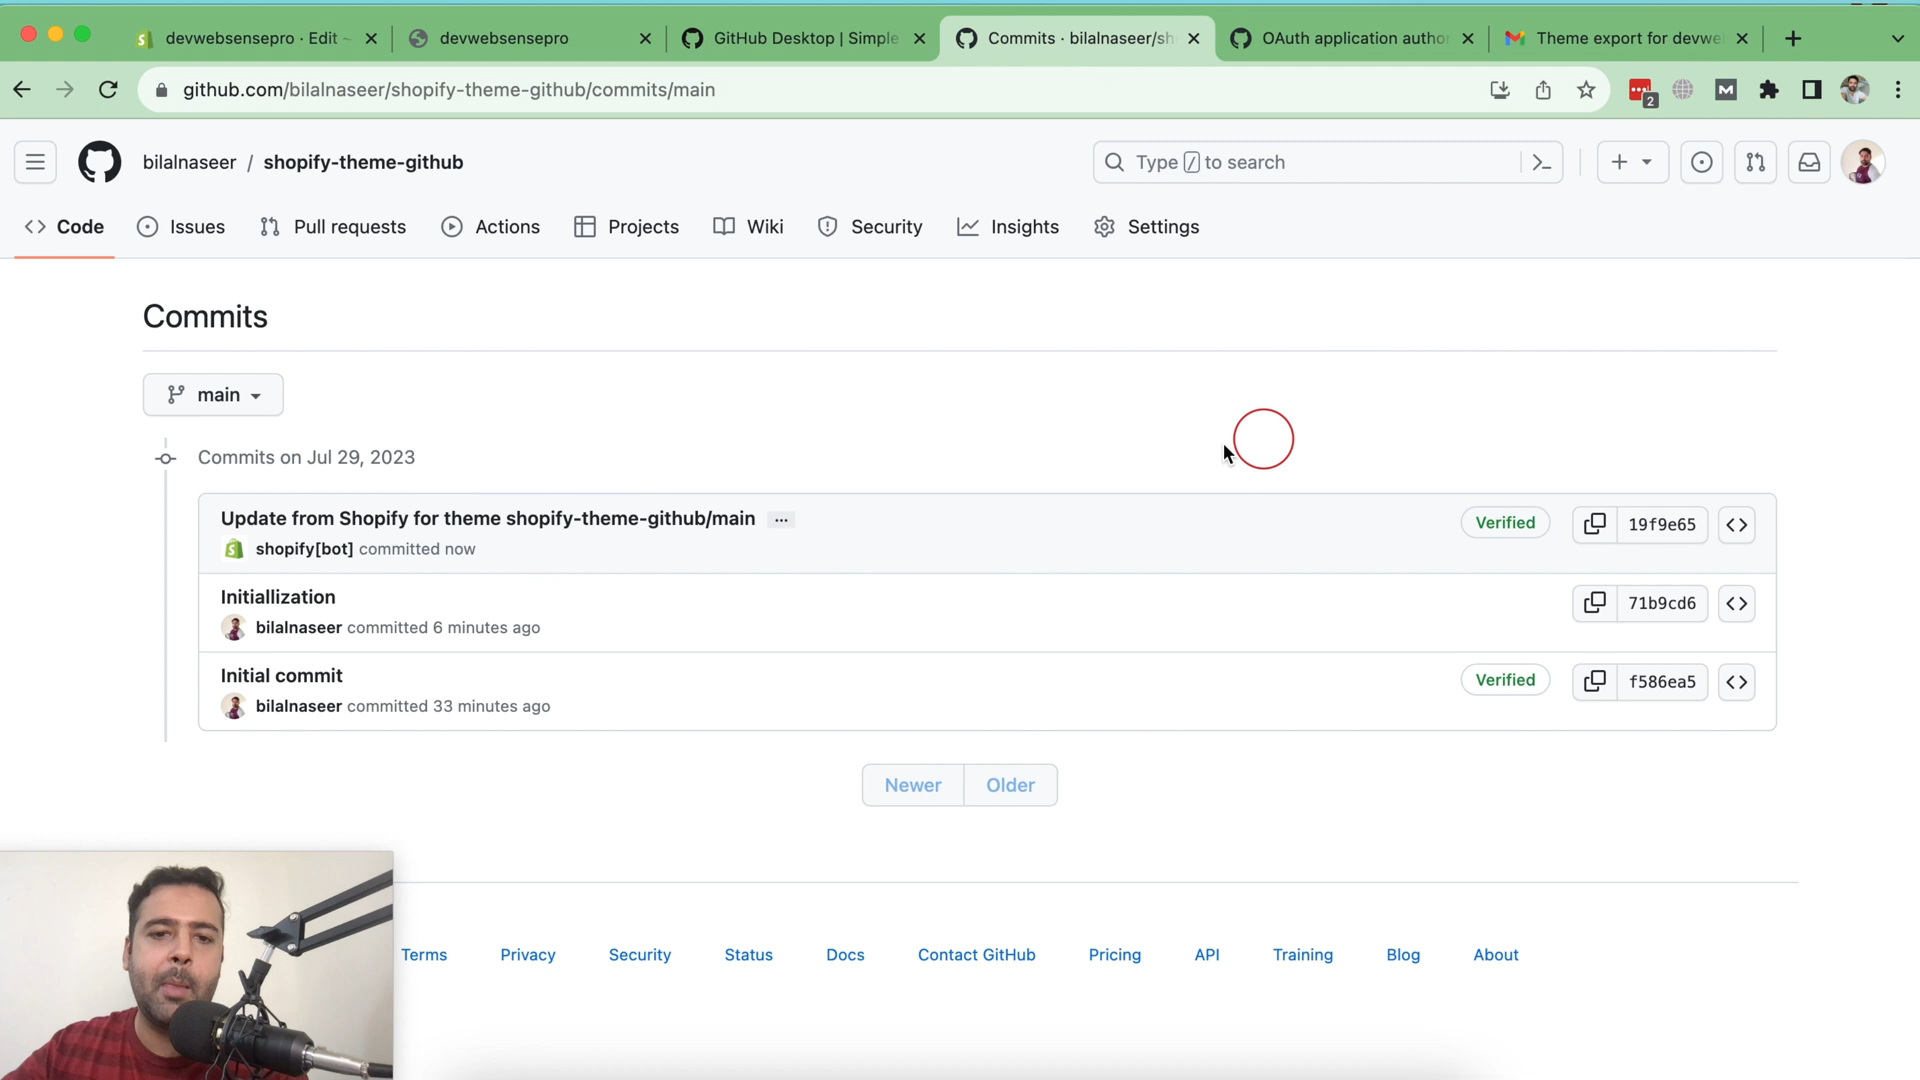 devwebsensepro · Edit ~
devwebsensepro
GitHub Desktop | Simple
Commits · bilalnaseer/sh
OAuth application autho
Theme export for devwe
github.com/bilalnaseer/shopify-theme-github/commits/main
2
bilalnaseer / shopify-theme-github
Type / to search
Code
Issues
Pull requests
Actions
Projects
Wiki
Security
Insights
Settings
Commits
main
Commits on Jul 29, 2023
Update from Shopify for theme shopify-theme-github/main ...
Verified
19f9e65
shopify[bot] committed now
Initiallization
71b9cd6
bilalnaseer committed 6 minutes ago
Initial commit
Verified
f586ea5
bilalnaseer committed 33 minutes ago
Newer
Older
Terms
Privacy
Security
Status
Docs
Contact GitHub
Pricing
API
Training
Blog
About